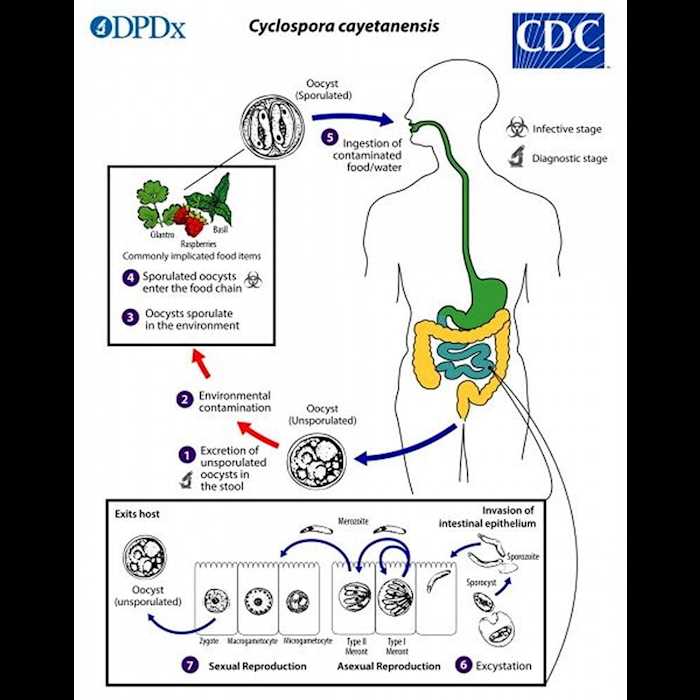 DPDx
Cyclospora cayetanensis
CDC
Oocyst
(Sporulated)
5 Ingestion of
contaminated
food/water
Infective stage
Diagnostic stage
Cilantro
Raspberries
Basil
Commonly implicated food items
4 Sporulated oocysts
enter the food chain
3 Oocysts sporulate
in the environment
2 Environmental
contamination
Oocyst
(Unsporulated)
1 Excretion of
unsporulated
oocysts in
the stool
Exits host
Invasion of
intestinal epithelium
Merozoite
Sporozoite
Sporocyst
Oocyst
(unsporulated)
Zygote
Macrogametocyte
Microgametocyte
Type II
Meront
Type I
Meront
7 Sexual Reproduction
Asexual Reproduction
6 Excystation